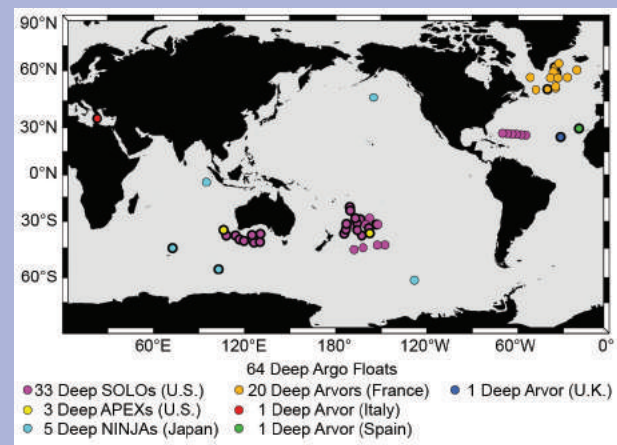 90°N
60°N
30°N
0°N
30°S
60°S
60°E 120°E 180°W 120°W 60°W 0°
64 Deep Argo Floats
33 Deep SOLOs (U.S.) 20 Deep Arvors (France) 1 Deep Arvor (U.K.)
3 Deep APEXs (U.S.) 1 Deep Arvor (Italy)
5 Deep NINJAs (Japan) 1 Deep Arvor (Spain)